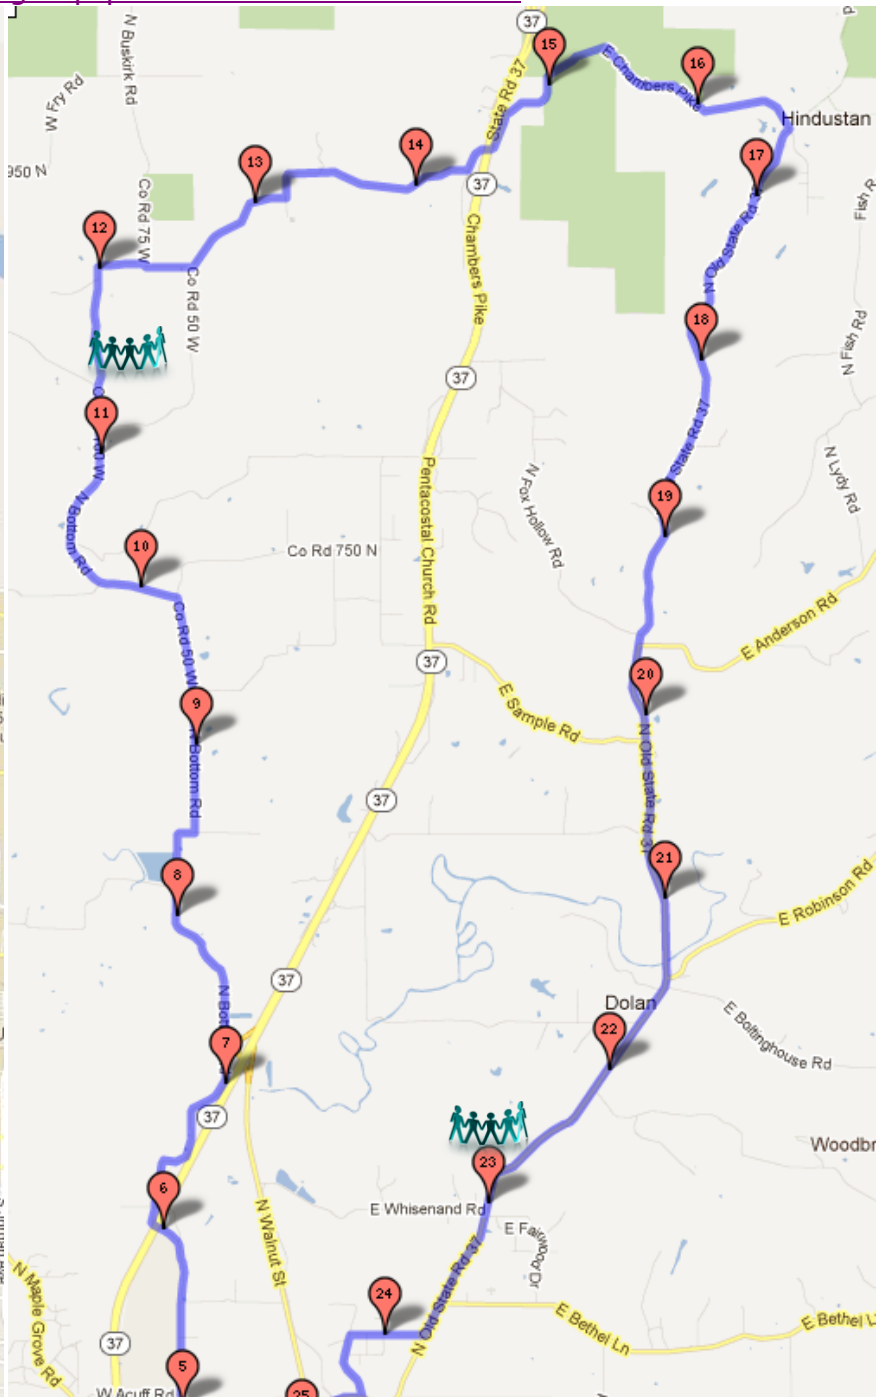 37
15
N Buskirk Rd
W Fry Rd
State Rd 37
E Chambers Pike
16
Hindustan
13
14
17
950 N
37
Co Rd 75 W
Fish R
12
Chambers Pike
N Old State Rd 3
Co Rd 50 W
18
N Fish Rd
37
11
State Rd 37
Pentacostal Church Rd
N Lydy Rd
N Fox Hollow Rd
19
N Bottom Rd
10
Co Rd 750 N
Co Rd 50 W
E Anderson Rd
37
20
9
E Sample Rd
N Bottom Rd
N Old State Rd 37
37
21
8
E Robinson Rd
37
N Bot
Dolan
22
E Boltinghouse Rd
7
37
Woodbr
23
6
E Whisenand Rd
N Walnut St
E Fairwood Dr
N Old State Rd 37
24
N Maple Grove Rd
E Bethel Ln
E Bethel L
37
5
25
W Acuff Rd